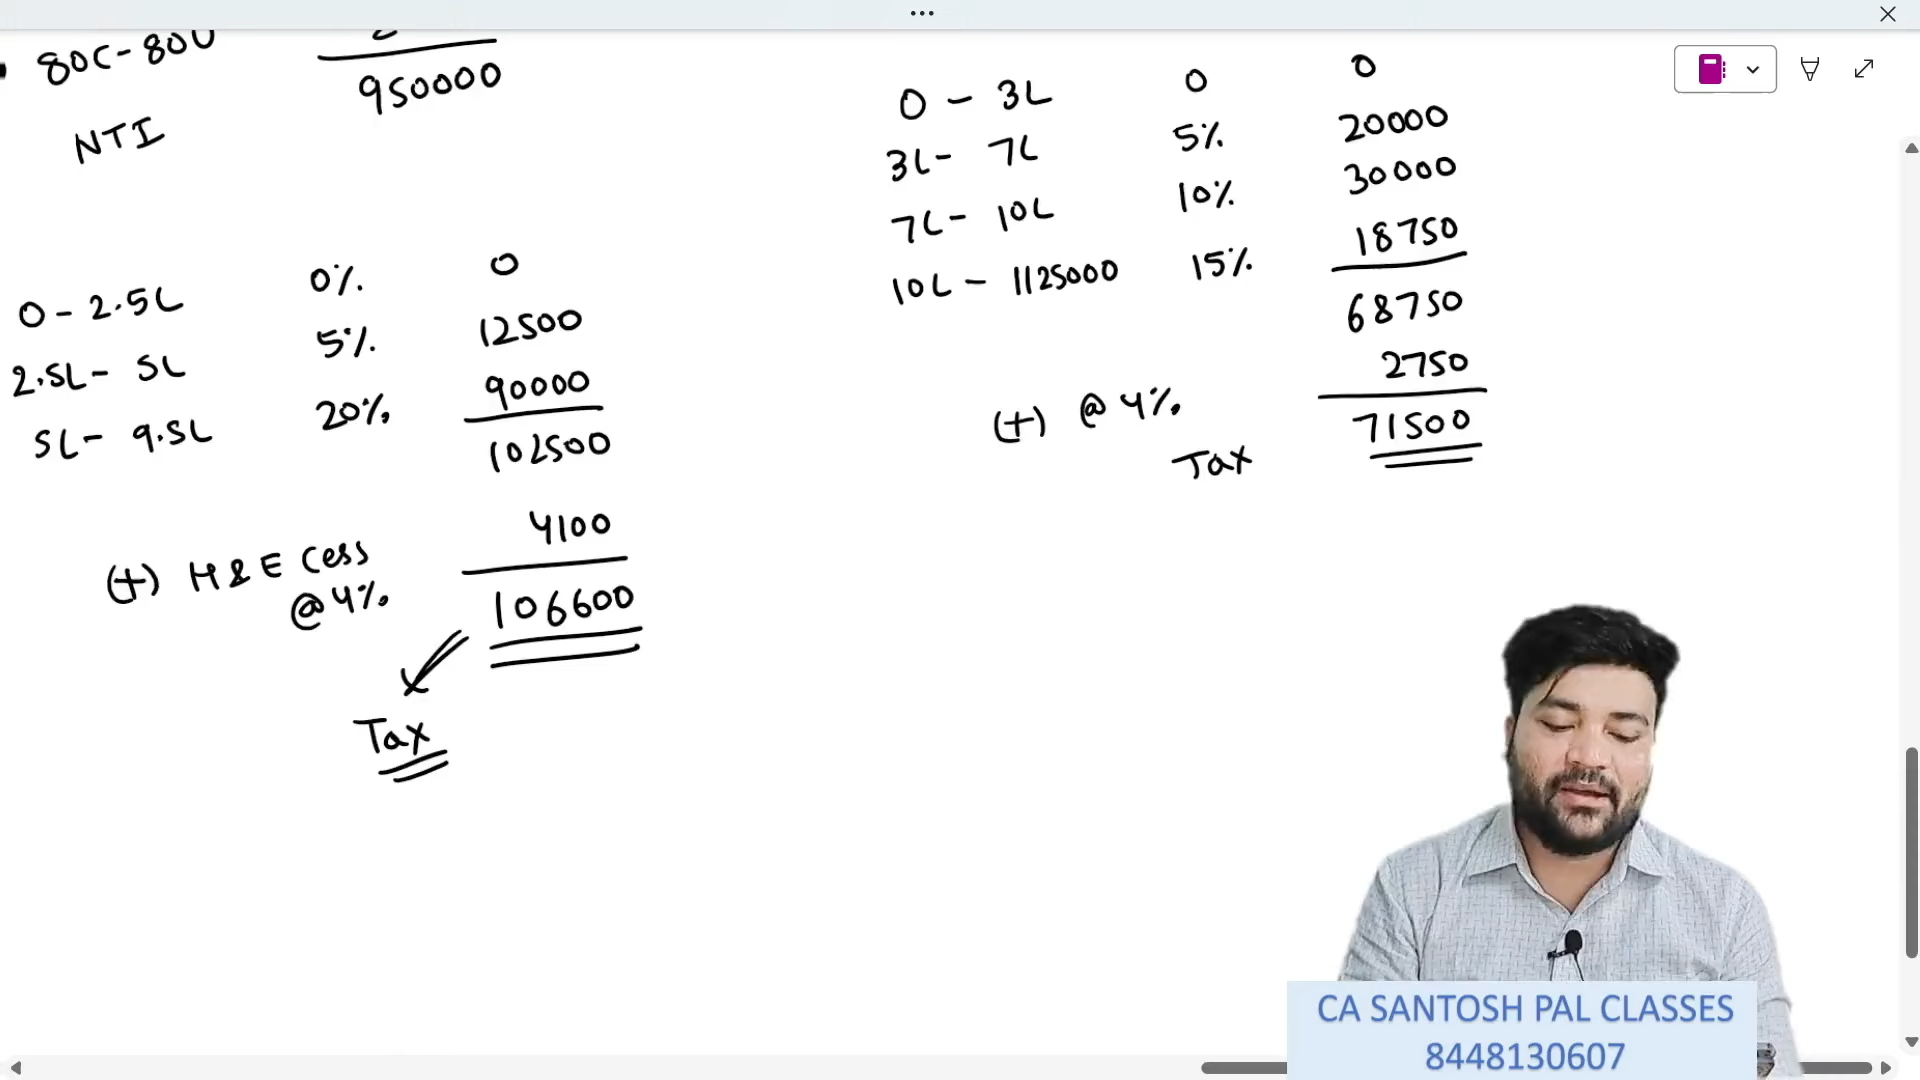 80C - 80U
950000
NTI
0 - 2.5L 0% 0
2.5L - 5L 5% 12500
5L - 9.5L 20% 90000
102500
4100
(+) H & E Cess
@ 4%
106600
Tax
0 - 3L 0 0
3L - 7L 5% 20000
7L - 10L 10% 30000
10L - 1125000 15% 18750
68750
2750
(+) @ 4%
71500
Tax
CA SANTOSH PAL CLASSES
8448130607